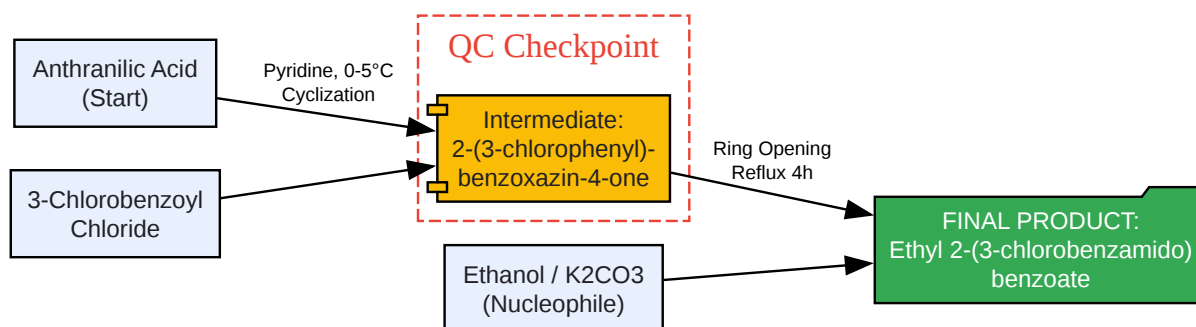 QC Checkpoint
Anthranilic Acid
(Start)
Pyridine, 0-5°C
Cyclization
Intermediate:
2-(3-chlorophenyl)-
benzoxazin-4-one
3-Chlorobenzoyl
Chloride
Ring Opening
Reflux 4h
Ethanol / K2CO3
(Nucleophile)
FINAL PRODUCT:
Ethyl 2-(3-chlorobenzamido)
benzoate